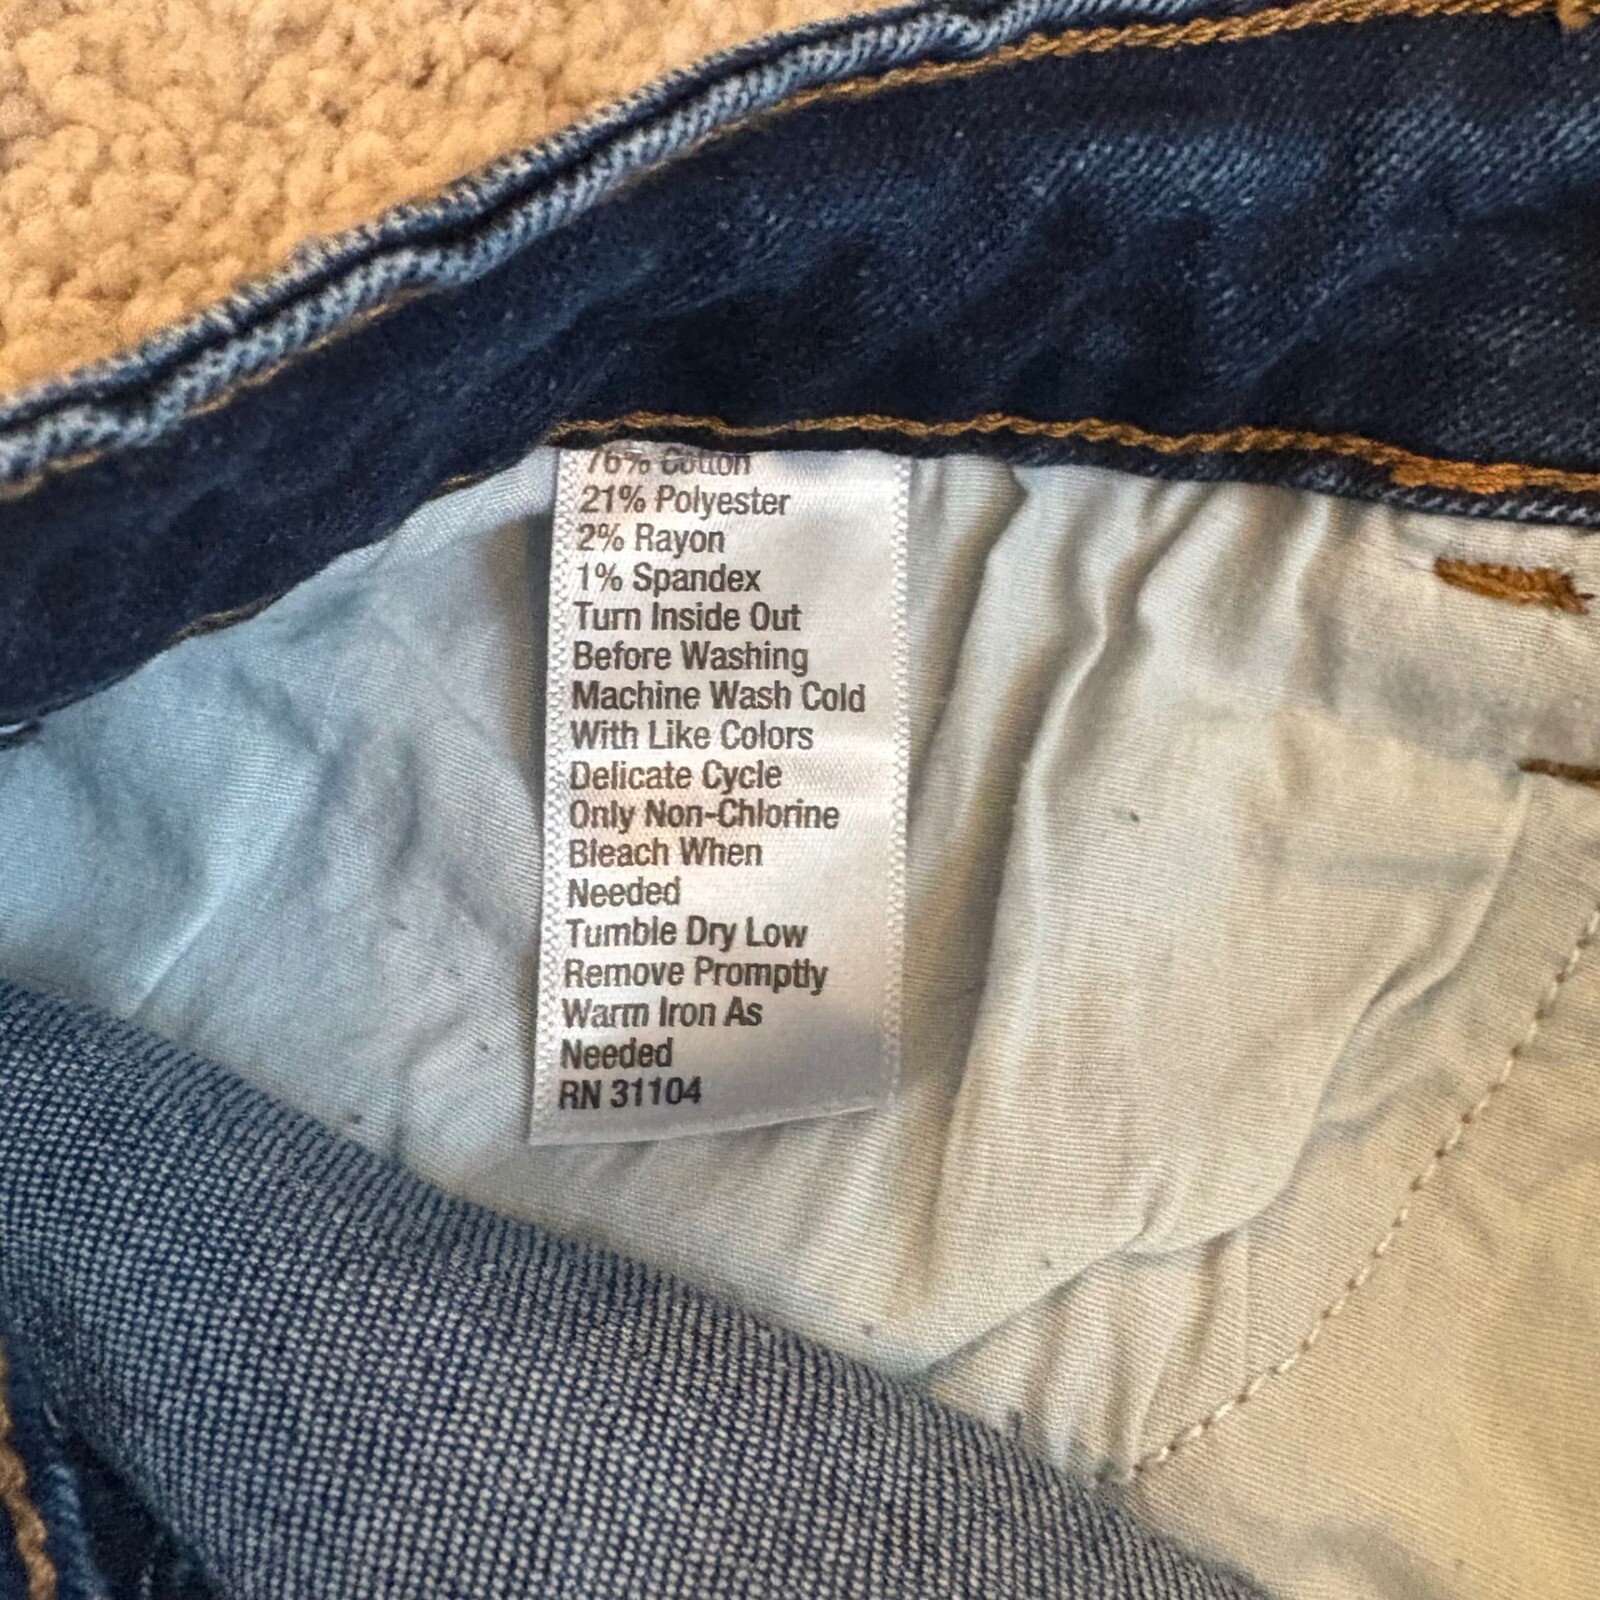 76% Cotton
21% Polyester
2% Rayon
1% Spandex
Turn Inside Out
Before Washing
Machine Wash Cold
With Like Colors
Delicate Cycle
Only Non-Chlorine
Bleach When
Needed
Tumble Dry Low
Remove Promptly
Warm Iron As
Needed
RN 31104